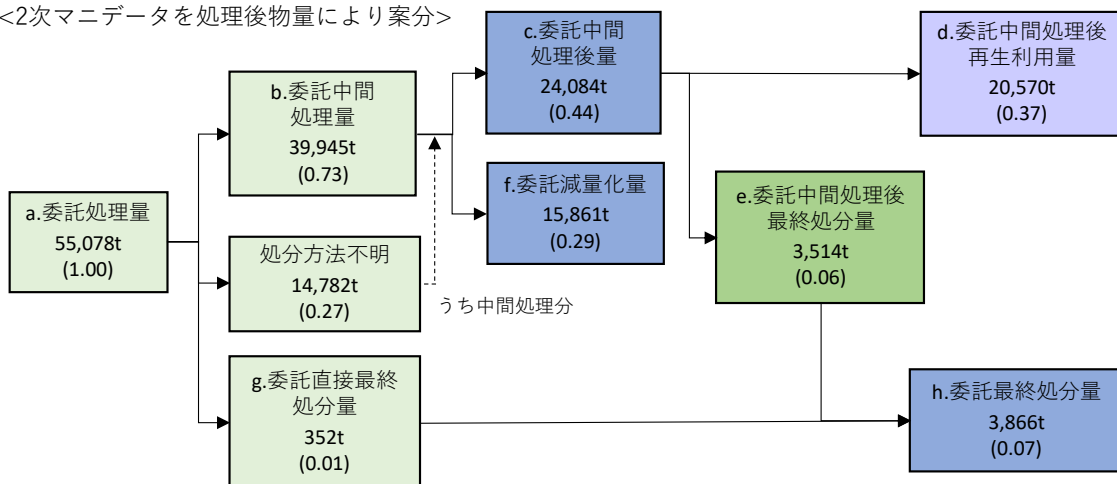 <2次マニデータを処理後物量により案分>
a.委託処理量
55,078t
(1.00)
b.委託中間
処理量
39,945t
(0.73)
処分方法不明
14,782t
(0.27)
g.委託直接最終
処分量
352t
(0.01)
うち中間処理分
c.委託中間
処理後量
24,084t
(0.44)
f.委託減量化量
15,861t
(0.29)
d.委託中間処理後
再生利用量
20,570t
(0.37)
e.委託中間処理後
最終処分量
3,514t
(0.06)
h.委託最終処分量
3,866t
(0.07)